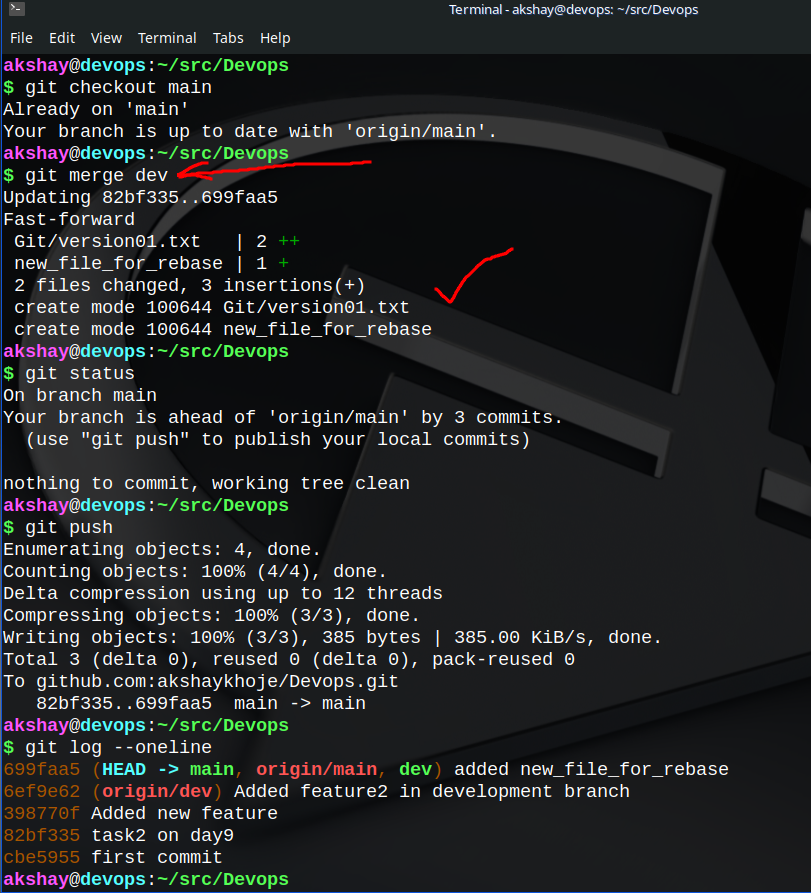 Terminal - akshay@devops: ~/src/Devops
File Edit View Terminal Tabs Help
akshay@devops:~/src/Devops
$ git checkout main
Already on 'main'
Your branch is up to date with 'origin/main'.
akshay@devops:~/src/Devops
$ git merge dev
Updating 82bf335..699faa5
Fast-forward
 Git/version01.txt   | 2 ++
 new_file_for_rebase | 1 +
 2 files changed, 3 insertions(+)
 create mode 100644 Git/version01.txt
 create mode 100644 new_file_for_rebase
akshay@devops:~/src/Devops
$ git status
On branch main
Your branch is ahead of 'origin/main' by 3 commits.
  (use "git push" to publish your local commits)

nothing to commit, working tree clean
akshay@devops:~/src/Devops
$ git push
Enumerating objects: 4, done.
Counting objects: 100% (4/4), done.
Delta compression using up to 12 threads
Compressing objects: 100% (3/3), done.
Writing objects: 100% (3/3), 385 bytes | 385.00 KiB/s, done.
Total 3 (delta 0), reused 0 (delta 0), pack-reused 0
To github.com:akshaykhoje/Devops.git
   82bf335..699faa5  main -> main
akshay@devops:~/src/Devops
$ git log --oneline
699faa5 (HEAD -> main, origin/main, dev) added new_file_for_rebase
6ef9e62 (origin/dev) Added feature2 in development branch
398770f Added new feature
82bf335 task2 on day9
cbe5955 first commit
akshay@devops:~/src/Devops